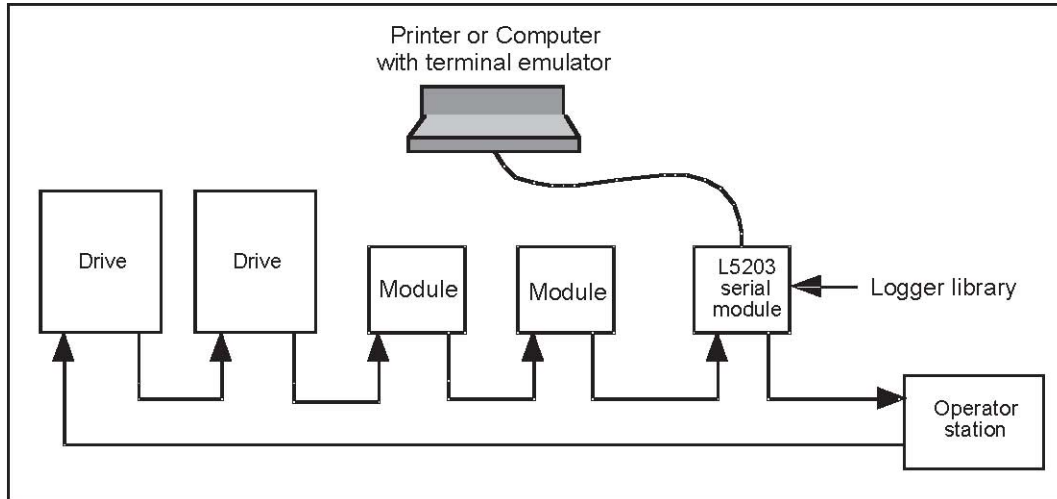 Printer or Computer
with terminal emulator
Drive
Drive
Module
Module
L5203
serial
module
Logger library
Operator
station